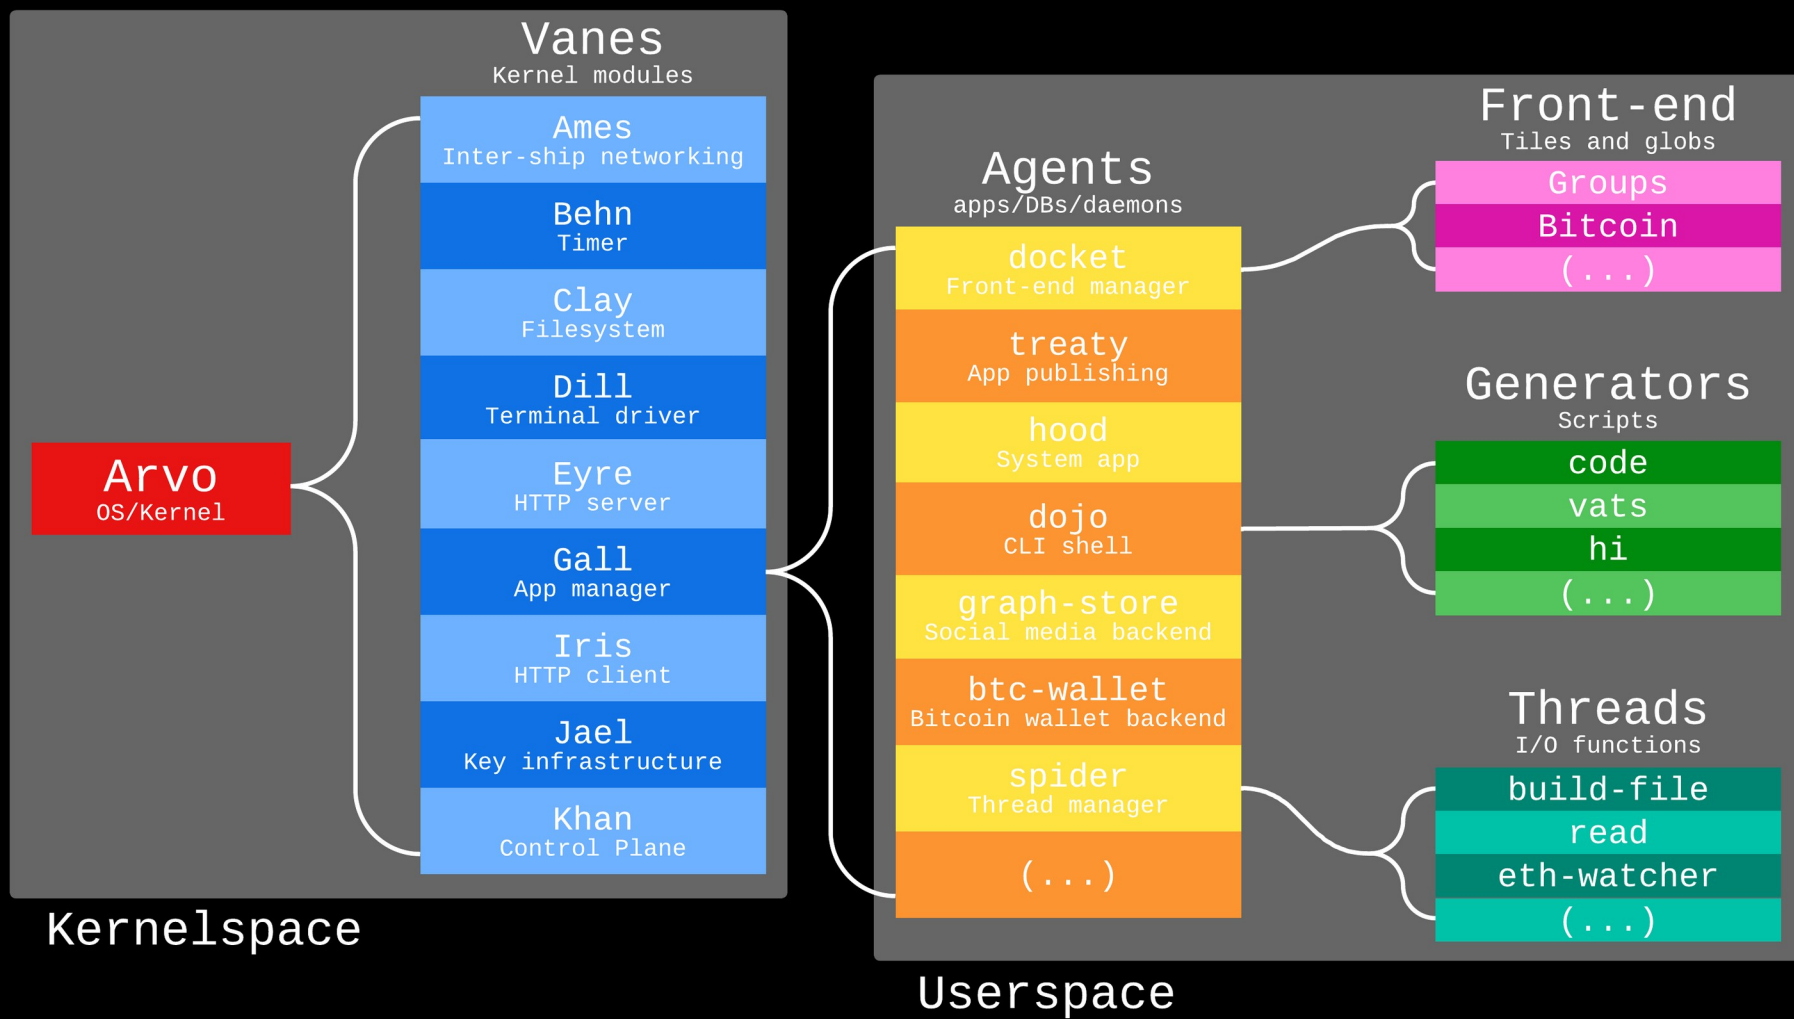 Vanes
Kernel modules
Ames
Inter-ship networking
Behn
Timer
Clay
Filesystem
Dill
Terminal driver
Eyre
HTTP server
Gall
App manager
Iris
HTTP client
Jael
Key infrastructure
Khan
Control Plane
Arvo
OS/Kernel
Kernelspace
Agents
apps/DBs/daemons
docket
Front-end manager
treaty
App publishing
hood
System app
dojo
CLI shell
graph-store
Social media backend
btc-wallet
Bitcoin wallet backend
spider
Thread manager
(...)
Front-end
Tiles and globs
Groups
Bitcoin
(...)
Generators
Scripts
code
vats
hi
(...)
Threads
I/O functions
build-file
read
eth-watcher
(...)
Userspace